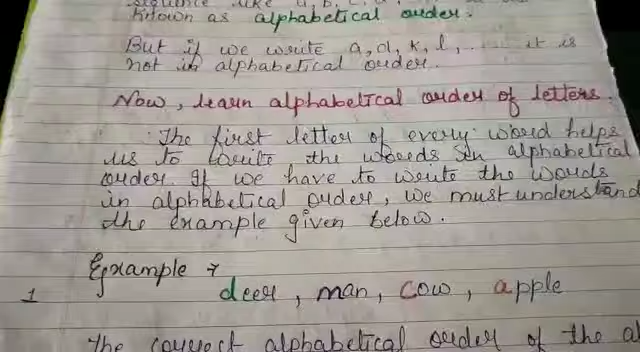 sequence like a, b, c, d
known as alphabetical order.
But if we write a, d, k, l, .... it is
not in alphabetical order.
Now, learn alphabetical order of letters.
The first letter of every word helps
us to write the words in alphabetical
order. If we have to write the words
in alphabetical order, we must understand
the example given below.
Example →
1 deer, man, cow, apple
The correct alphabetical order of the a